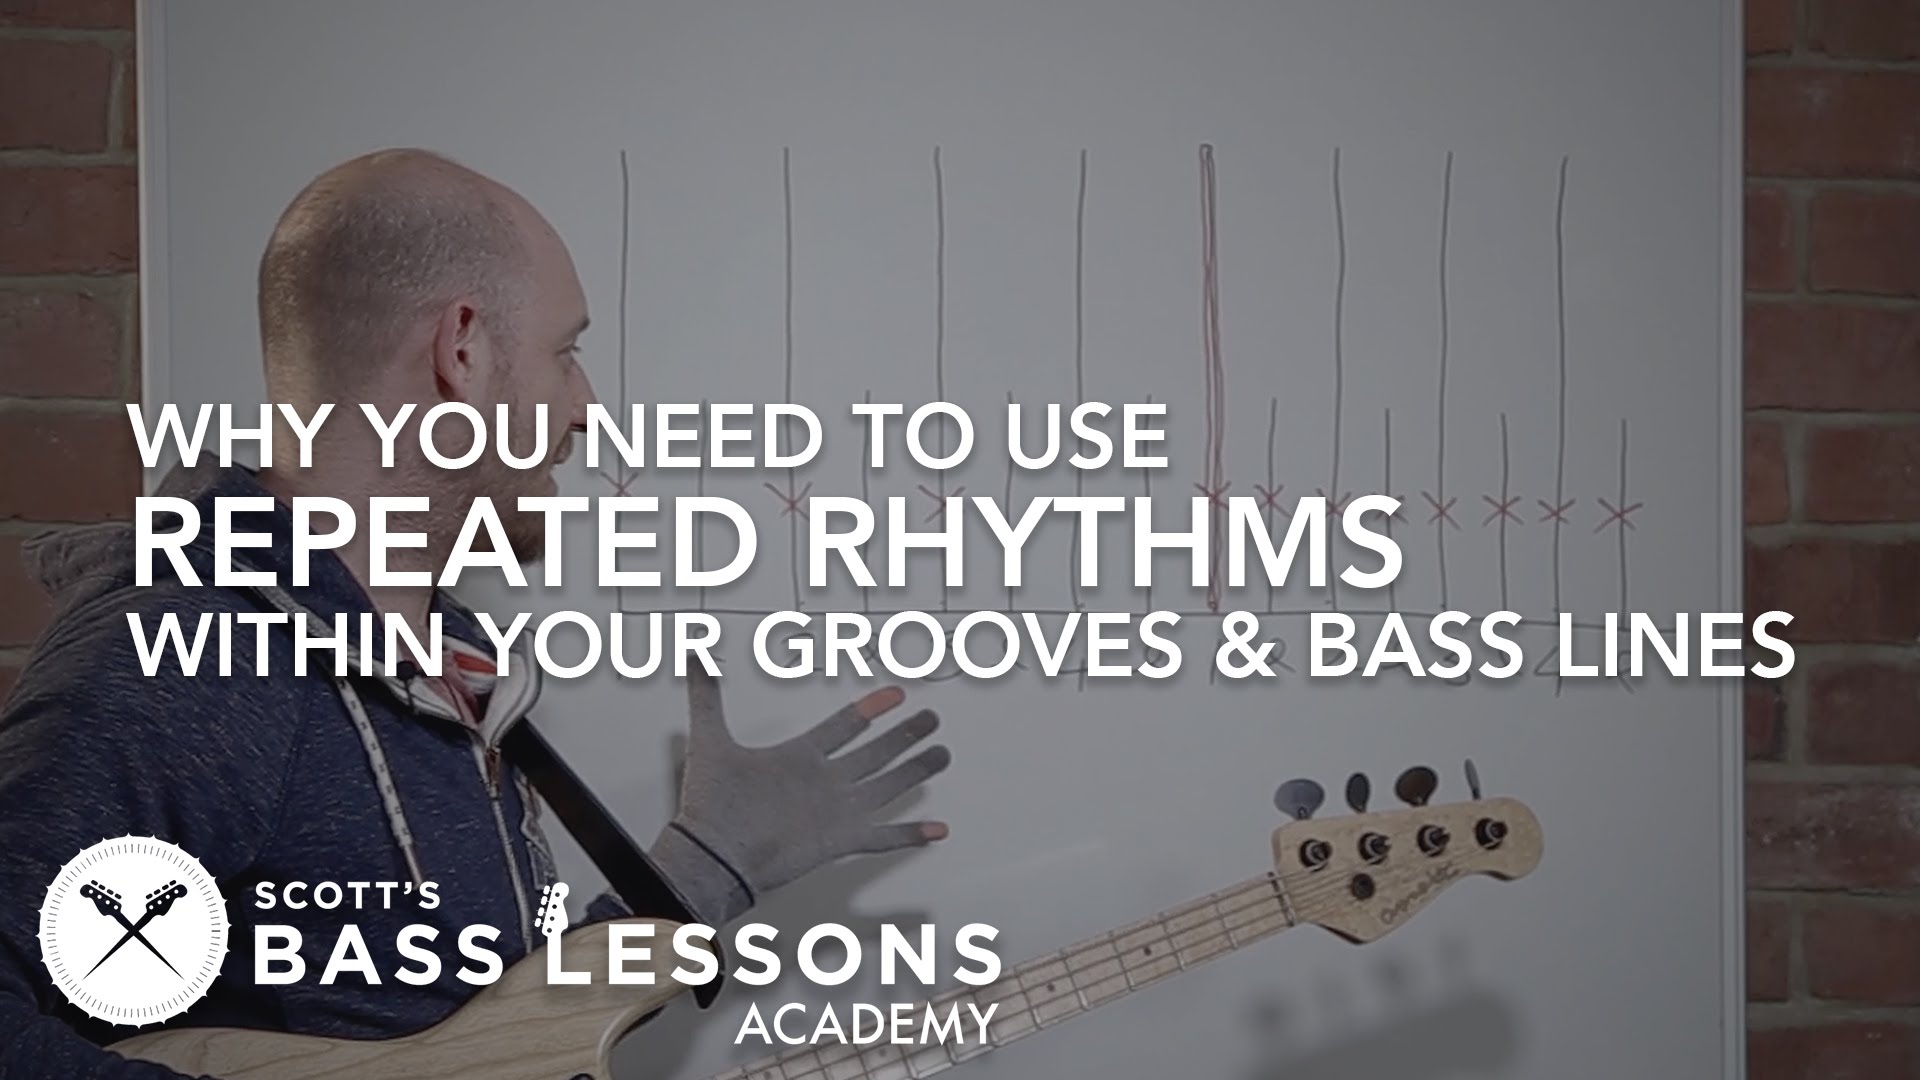 WHY YOU NEED TO USE
REPEATED RHYTHMS
WITHIN YOUR GROOVES & BASS LINES
SCOTT'S
BASS LESSONS
ACADEMY